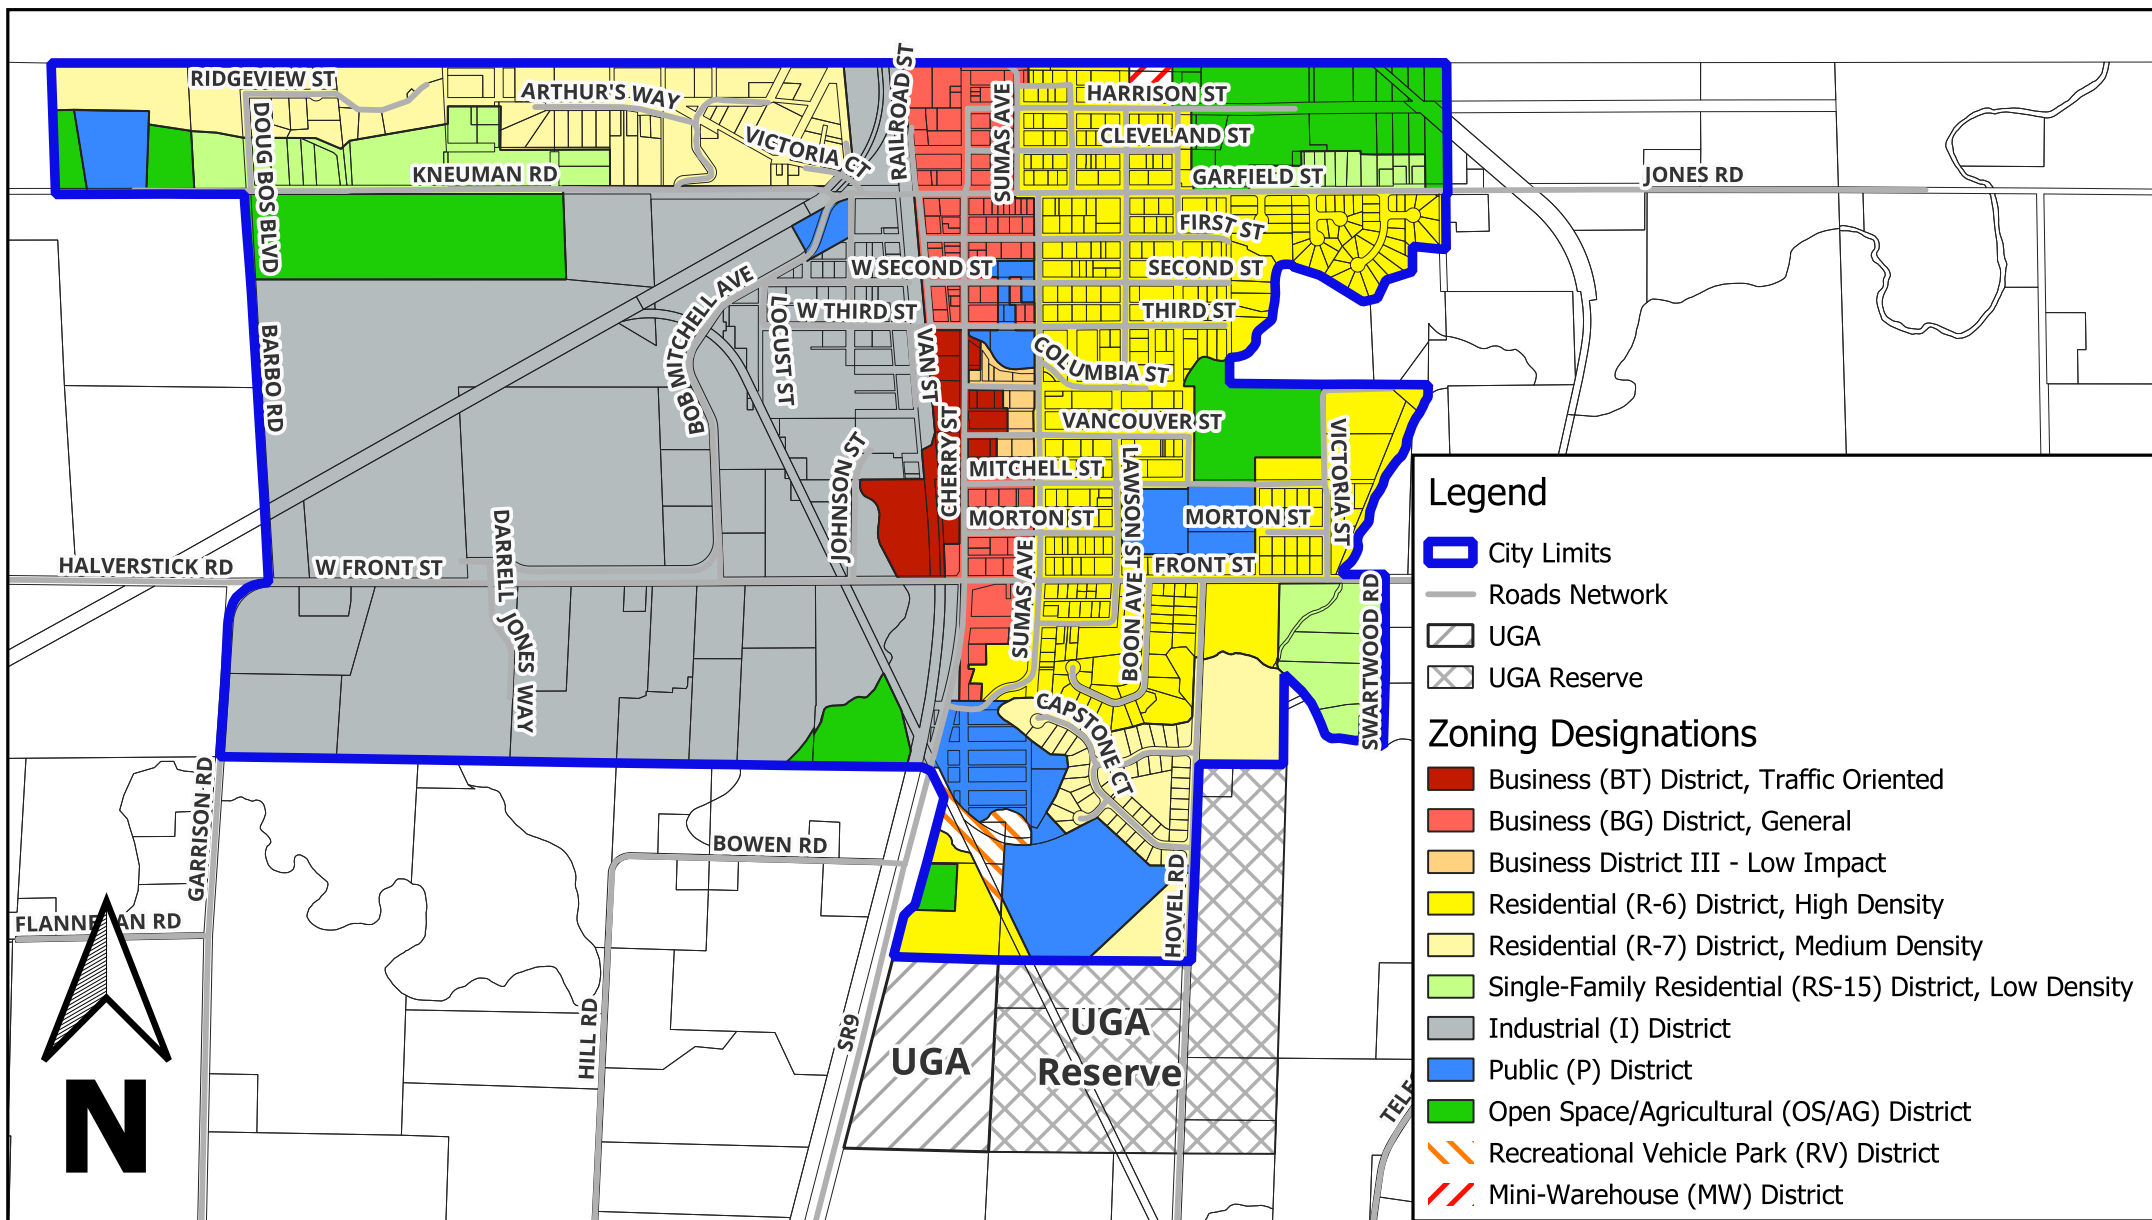 RIDGEVIEW ST
ARTHUR'S WAY
RAILROAD ST
SUMAS AVE
HARRISON ST
CLEVELAND ST
VICTORIA CT
DOUG BOS BLVD
KNEUMAN RD
GARFIELD ST
JONES RD
FIRST ST
W SECOND ST
SECOND ST
BOB MITCHELL AVE
LOCUST ST
W THIRD ST
THIRD ST
VAN ST
BARBO RD
COLUMBIA ST
CHERRY ST
VANCOUVER ST
VICTORIA ST
JOHNSON ST
MITCHELL ST
LAWSON ST
MORTON ST
MORTON ST
DARRELL JONES WAY
HALVERSTICK RD
W FRONT ST
FRONT ST
SUMAS AVE
BOON AVE
SWARTWOOD RD
CAPSTONE CT
GARRISON RD
BOWEN RD
HOVEL RD
HILL RD
SR9
UGA
UGA
Reserve
N
Legend
City Limits
Roads Network
UGA
UGA Reserve
Zoning Designations
Business (BT) District, Traffic Oriented
Business (BG) District, General
Business District III - Low Impact
Residential (R-6) District, High Density
Residential (R-7) District, Medium Density
Single-Family Residential (RS-15) District, Low Density
Industrial (I) District
Public (P) District
Open Space/Agricultural (OS/AG) District
Recreational Vehicle Park (RV) District
Mini-Warehouse (MW) District